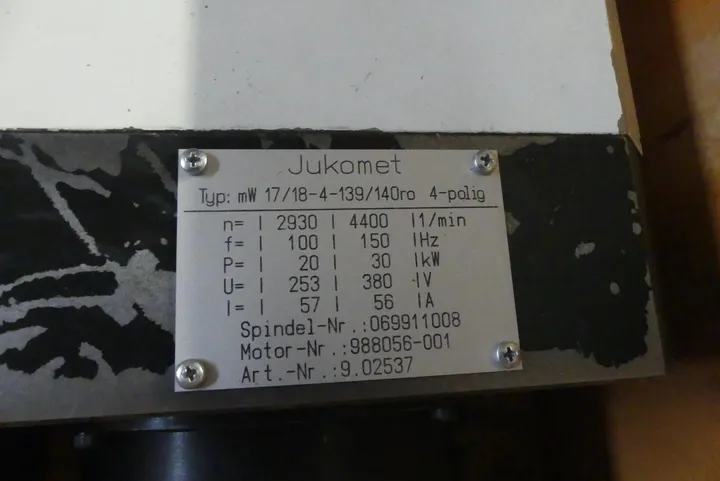 Jukomet
Typ: mW 17/18-4-139/140ro 4-polig
n= | 2930 | 4400 |1/min
f= | 100 | 150 |Hz
P= | 20 | 30 |kW
U= | 253 | 380 |V
I= | 57 | 56 |A
Spindel-Nr.:069911008
Motor-Nr.:988056-001
Art.-Nr.:9.02537